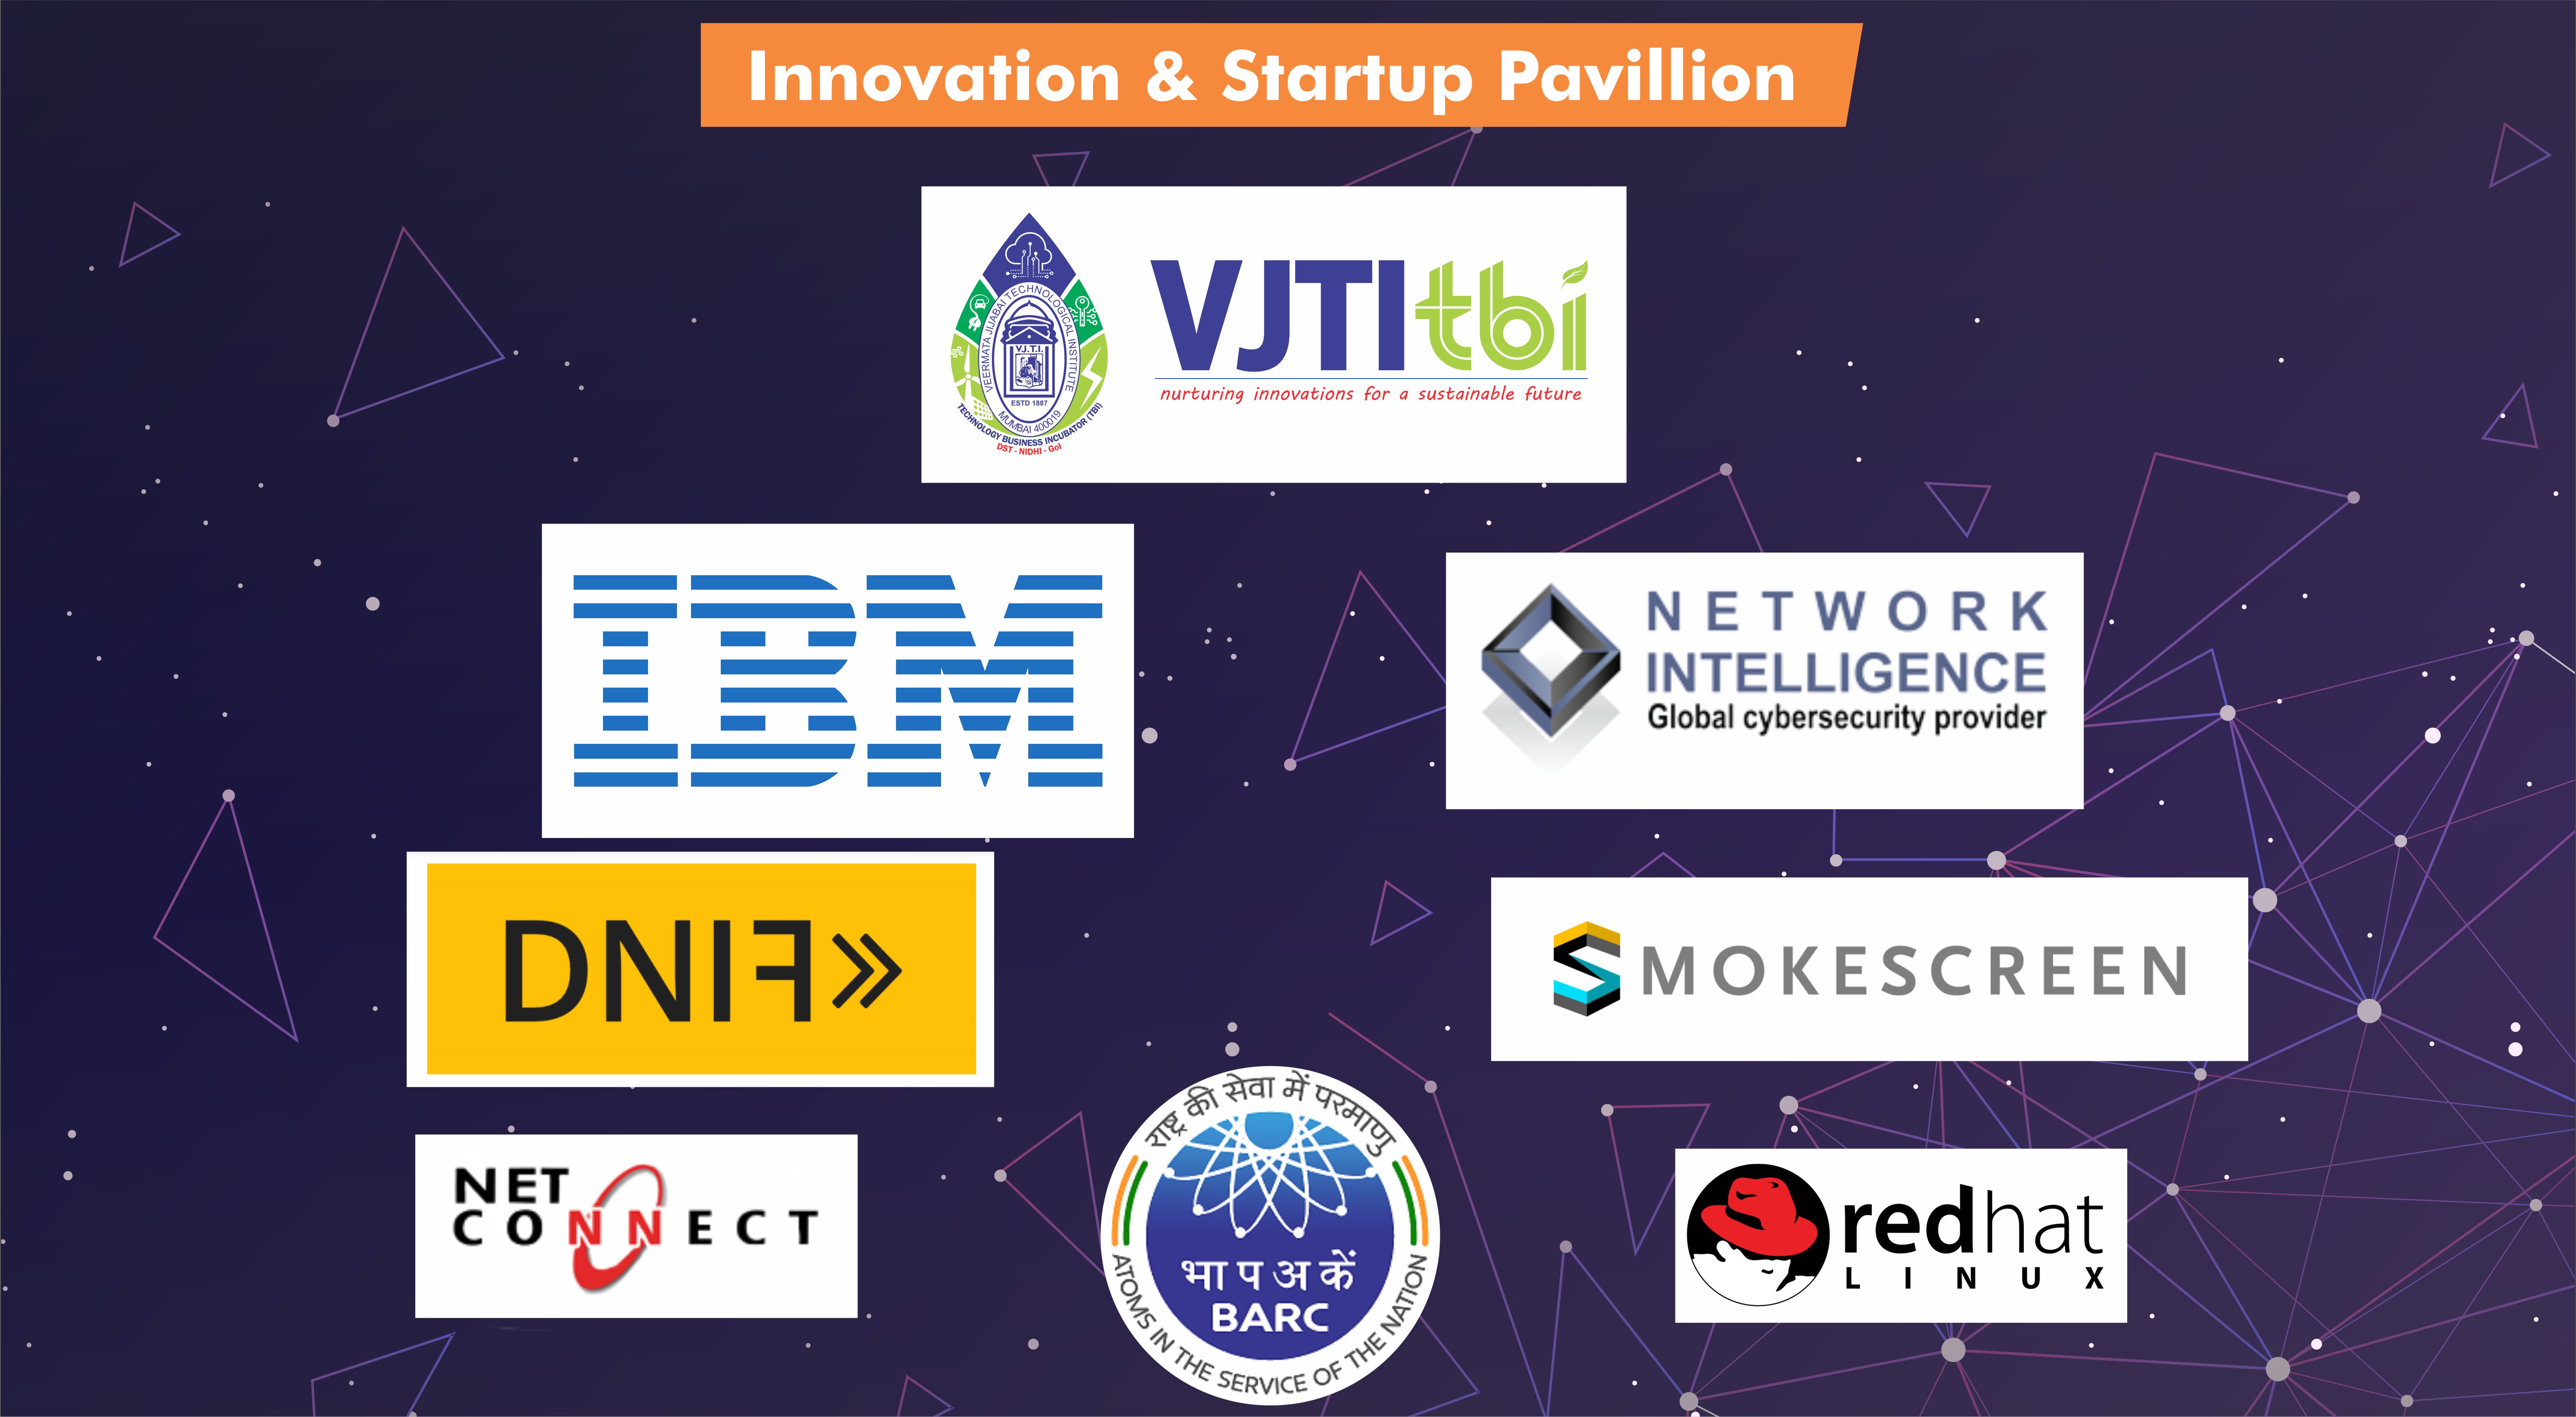 Innovation & Startup Pavillion
VEERMATA JIJABAI TECHNOLOGICAL INSTITUTE
V.J.T.I.
ESTD 1887
MUMBAI 400019
TECHNOLOGY BUSINESS INCUBATOR (TBI)
DST - NIDHI - GoI
VJTI tbi
nurturing innovations for a sustainable future
IBM
NETWORK
INTELLIGENCE
Global cybersecurity provider
DNIF
SMOKESCREEN
NET
CONNECT
राष्ट्र की सेवा में परमाणु
भा प अ कें
BARC
ATOMS IN THE SERVICE OF THE NATION
redhat
LINUX